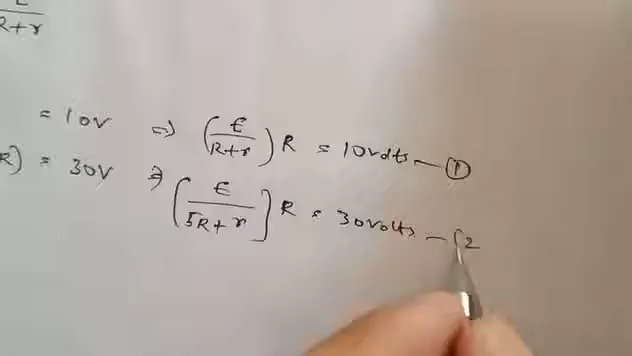 R+r
= 10V ⇒ (E/(R+r)) R = 10volts — ①
R) = 30V ⇒ (E/(5R+r)] R = 30volts — (2